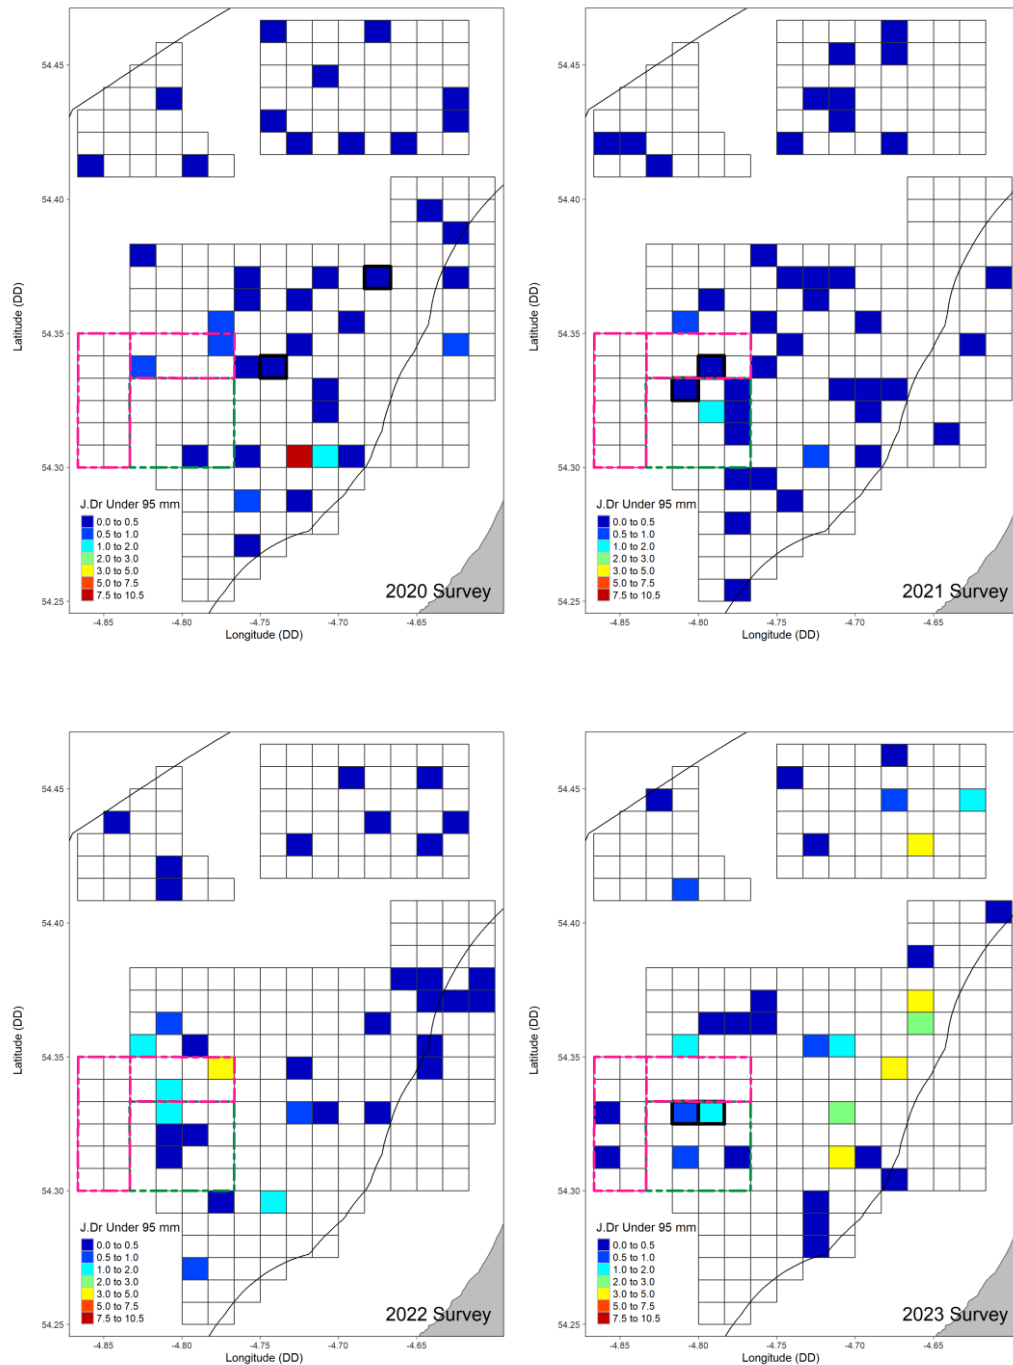 54.45
54.40
54.35
54.30
54.25
Latitude (DD)
J.Dr Under 95 mm
0.0 to 0.5
0.5 to 1.0
1.0 to 2.0
2.0 to 3.0
3.0 to 5.0
5.0 to 7.5
7.5 to 10.5
2020 Survey
-4.85
-4.80
-4.75
-4.70
-4.65
Longitude (DD)
54.45
54.40
54.35
54.30
54.25
Latitude (DD)
J.Dr Under 95 mm
0.0 to 0.5
0.5 to 1.0
1.0 to 2.0
2.0 to 3.0
3.0 to 5.0
5.0 to 7.5
7.5 to 10.5
2021 Survey
-4.85
-4.80
-4.75
-4.70
-4.65
Longitude (DD)
54.45
54.40
54.35
54.30
54.25
Latitude (DD)
J.Dr Under 95 mm
0.0 to 0.5
0.5 to 1.0
1.0 to 2.0
2.0 to 3.0
3.0 to 5.0
5.0 to 7.5
7.5 to 10.5
2022 Survey
-4.85
-4.80
-4.75
-4.70
-4.65
Longitude (DD)
54.45
54.40
54.35
54.30
54.25
Latitude (DD)
J.Dr Under 95 mm
0.0 to 0.5
0.5 to 1.0
1.0 to 2.0
2.0 to 3.0
3.0 to 5.0
5.0 to 7.5
7.5 to 10.5
2023 Survey
-4.85
-4.80
-4.75
-4.70
-4.65
Longitude (DD)